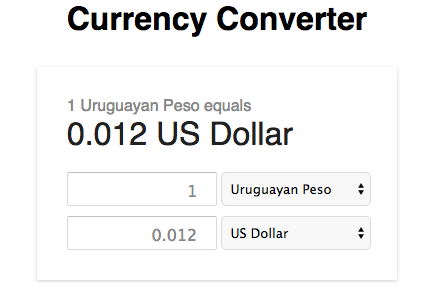 Currency Converter
1 Uruguayan Peso equals
0.012 US Dollar
1 Uruguayan Peso
0.012 US Dollar